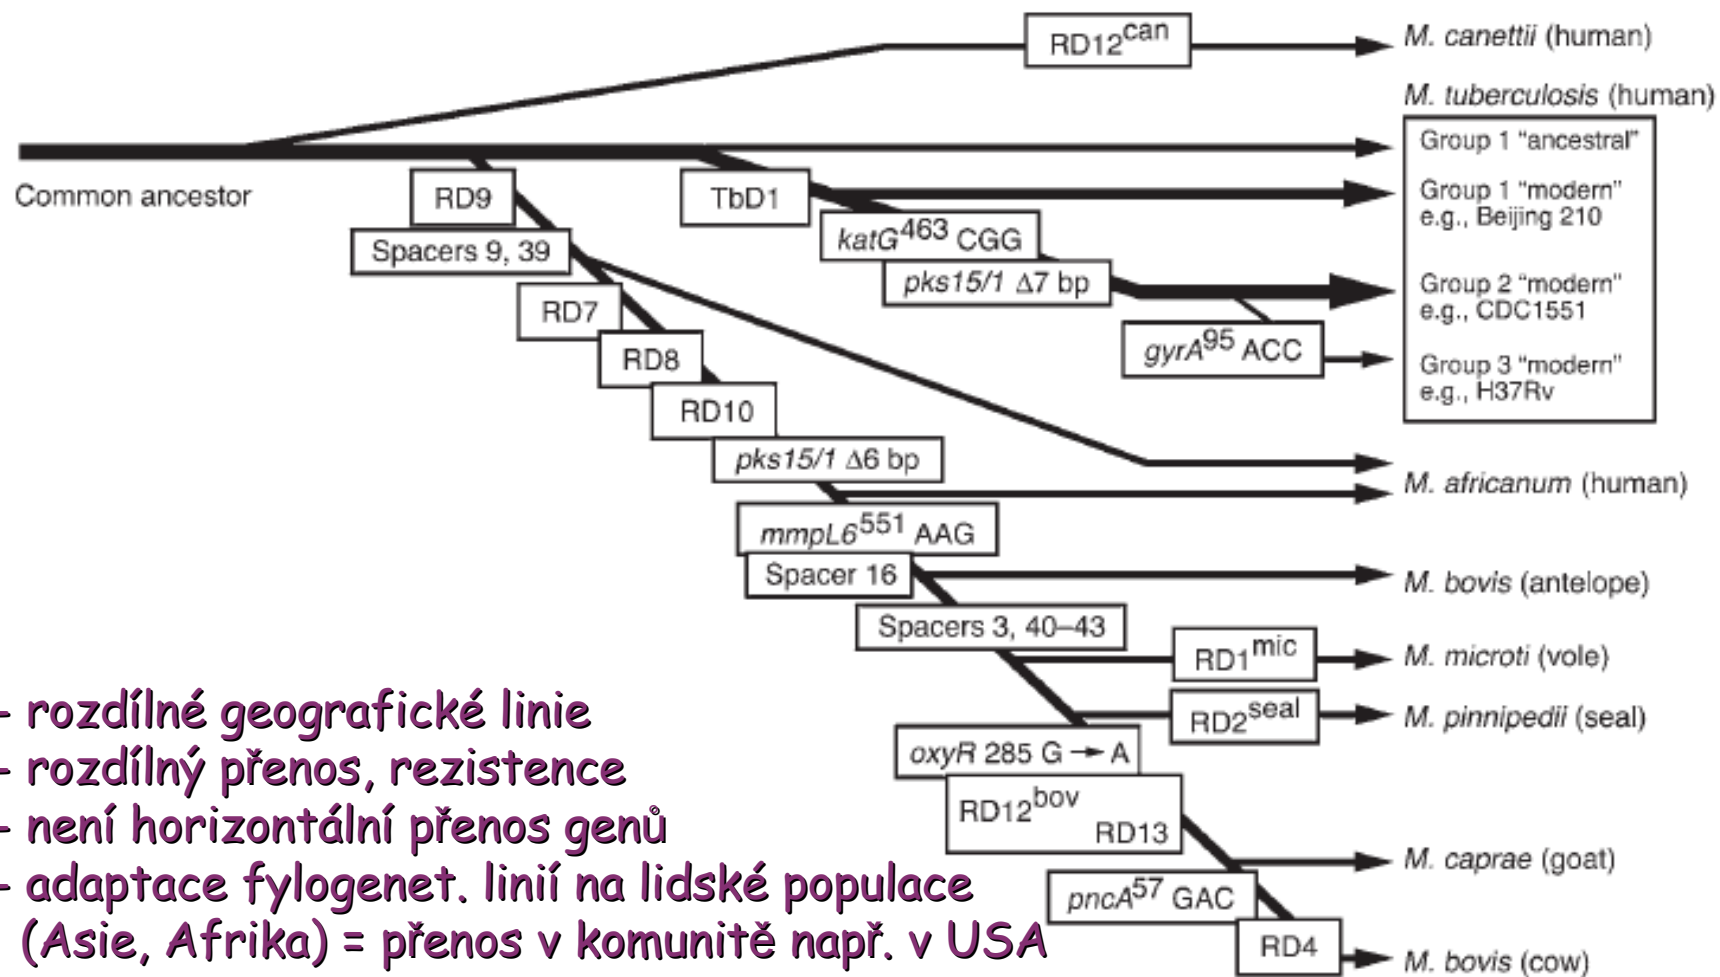 RD12can
M. canettii (human)
M. tuberculosis (human)
Group 1 “ancestral”
Common ancestor
RD9
TbD1
Group 1 “modern”
e.g., Beijing 210
Spacers 9, 39
katG463 CGG
pks15/1 Δ7 bp
Group 2 “modern”
e.g., CDC1551
RD7
gyrA95 ACC
RD8
Group 3 “modern”
e.g., H37Rv
RD10
pks15/1 Δ6 bp
M. africanum (human)
mmpL6551 AAG
Spacer 16
M. bovis (antelope)
Spacers 3, 40–43
RD1mic
M. microti (vole)
RD2seal
M. pinnipedii (seal)
oxyR 285 G → A
RD12bov
RD13
M. caprae (goat)
pncA57 GAC
RD4
M. bovis (cow)
- rozdílné geografické linie
- rozdílný přenos, rezistence
- není horizontální přenos genů
- adaptace fylogenet. linií na lidské populace
(Asie, Afrika) = přenos v komunitě např. v USA